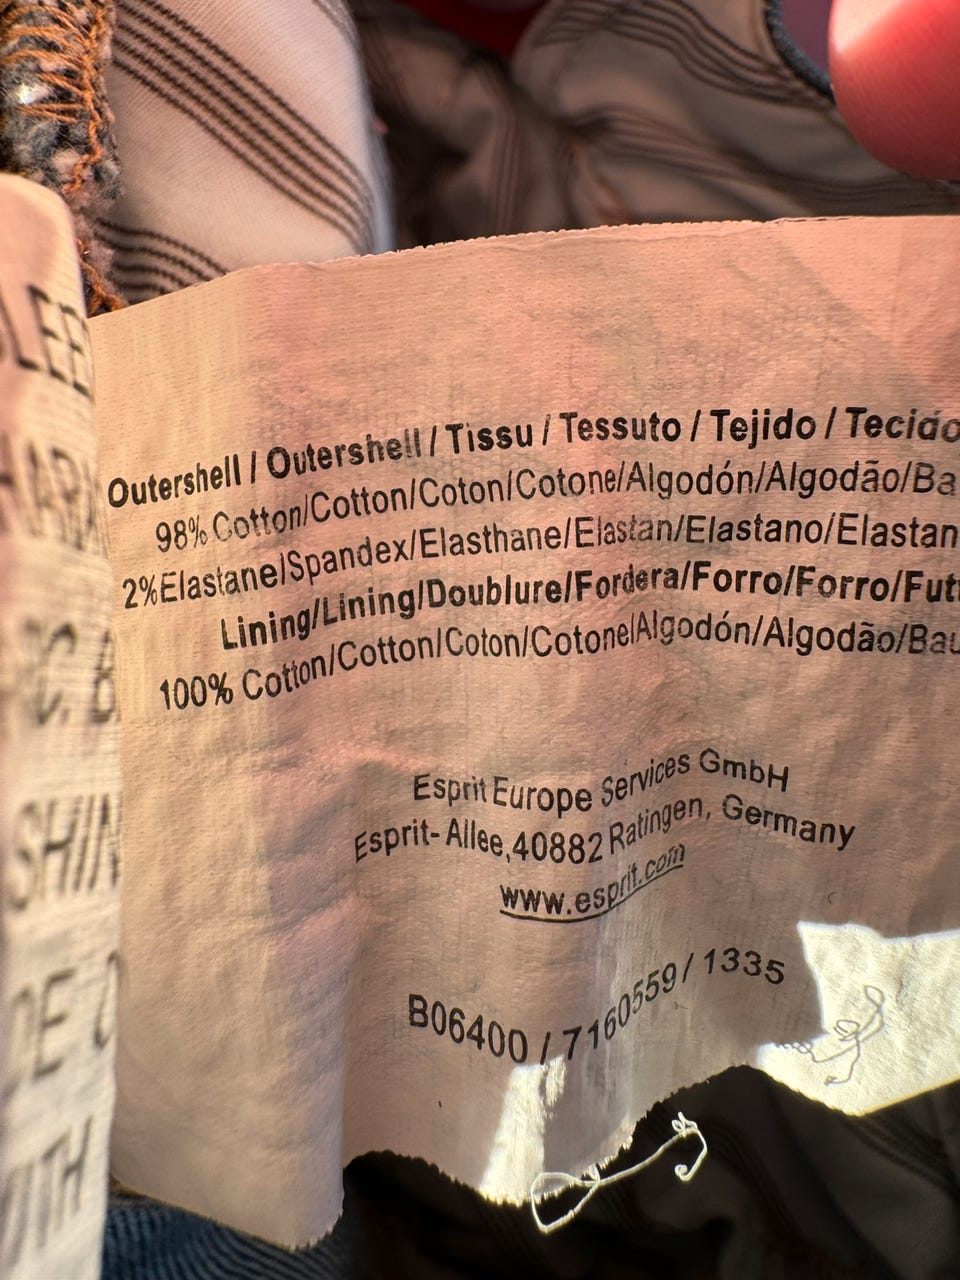 Outershell / Outershell / Tissu / Tessuto / Tejido / Tecido
98% Cotton/Cotton/Coton/Cotone/Algodón/Algodão/Ba
2%Elastane/Spandex/Elasthane/Elastan/Elastano/Elastan
Lining/Lining/Doublure/Fordera/Forro/Forro/Fut
100% Cotton/Cotton/Coton/Cotone/Algodón/Algodão/Bau
Esprit Europe Services GmbH
Esprit- Allee,40882 Ratingen, Germany
www.esprit.com
B06400 / 7160559 / 1335